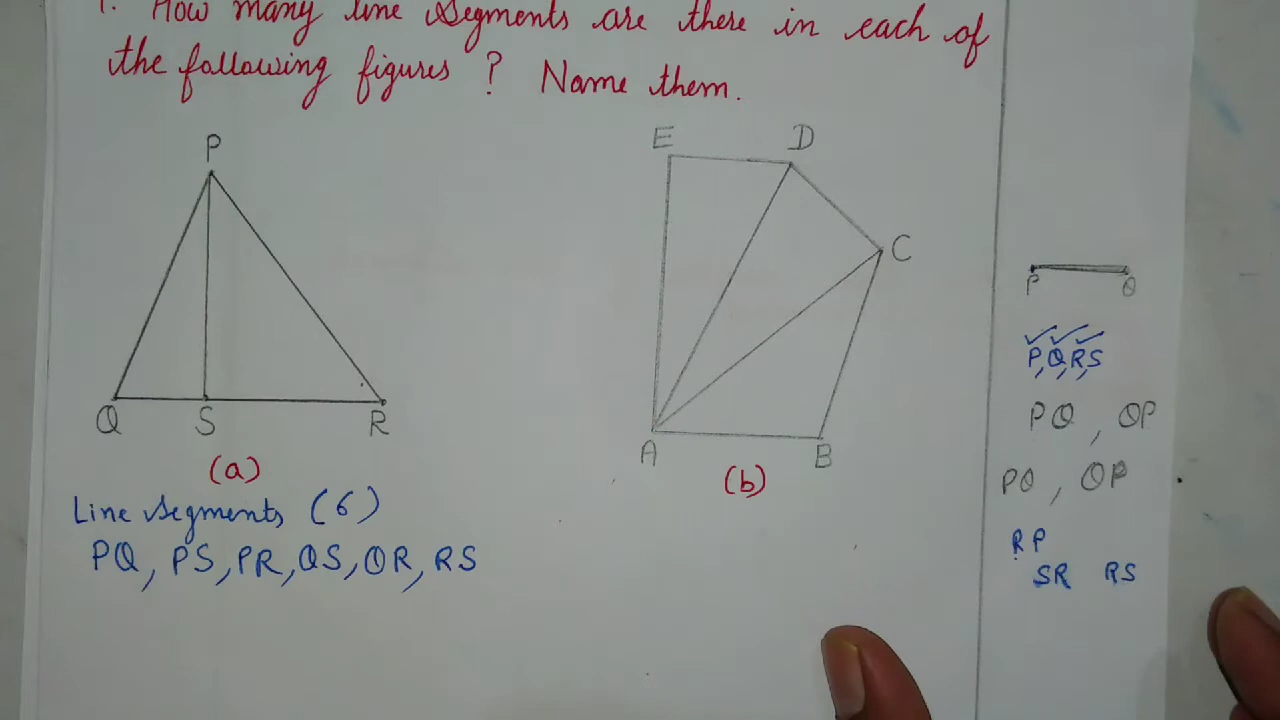 1. How many line segments are there in each of
the following figures ? Name them.
P
Q S R
(a)
E D
C
A B
(b)
Line segments (6)
PQ, PS, PR, QS, QR, RS
P Q
P, Q, R, S
PQ , QP
PQ , QP
RP
SR RS